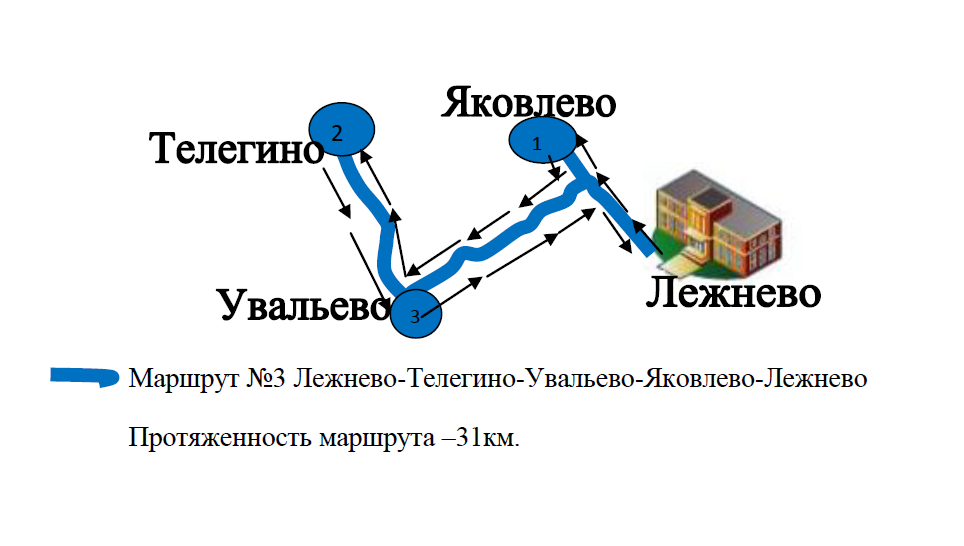 Яковлево
1
2
Телегино
Лежнево
Увальево
3
Маршрут №3 Лежнево-Телегино-Увальево-Яковлево-Лежнево
Протяженность маршрута –31км.